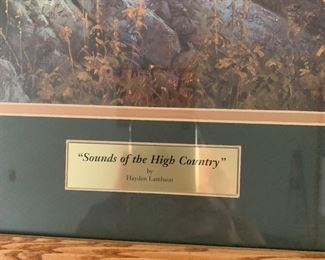 "Sounds of the High Country"
by
Hayden Lambson